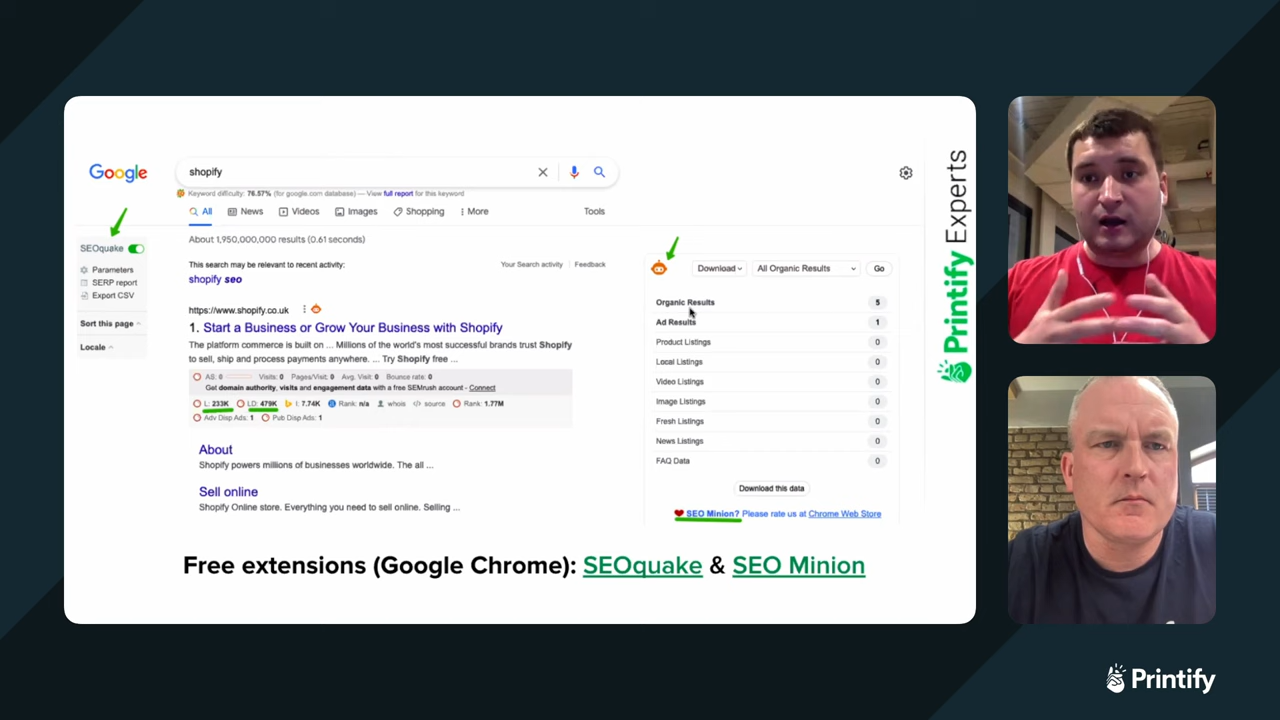 Google
shopify
Keyword difficulty: 76.57% (for google.com database) — View full report for this keyword
All News Videos Images Shopping More Tools
SEOquake
Parameters
SERP report
Export CSV
Sort this page
Locale
About 1,950,000,000 results (0.61 seconds)
This search may be relevant to recent activity:
Your Search activity Feedback
shopify seo
https://www.shopify.co.uk
1. Start a Business or Grow Your Business with Shopify
The platform commerce is built on ... Millions of the world's most successful brands trust Shopify
to sell, ship and process payments anywhere. ... Try Shopify free ...
AS: 0 Visits: 0 Pages/Visit: 0 Avg. Visit: 0 Bounce rate: 0
Get domain authority, visits and engagement data with a free SEMrush account - Connect
L: 233K LD: 479K I: 7.74K Rank: n/a whois source Rank: 1.77M
Adv Disp Ads: 1 Pub Disp Ads: 1
About
Shopify powers millions of businesses worldwide. The all ...
Sell online
Shopify Online store. Everything you need to sell online. Selling ...
Download All Organic Results Go
Organic Results 5
Ad Results 1
Product Listings 0
Local Listings 0
Video Listings 0
Image Listings 0
Fresh Listings 0
News Listings 0
FAQ Data 0
Download this data
SEO Minion? Please rate us at Chrome Web Store
Printify Experts
Free extensions (Google Chrome): SEOquake & SEO Minion
Printify